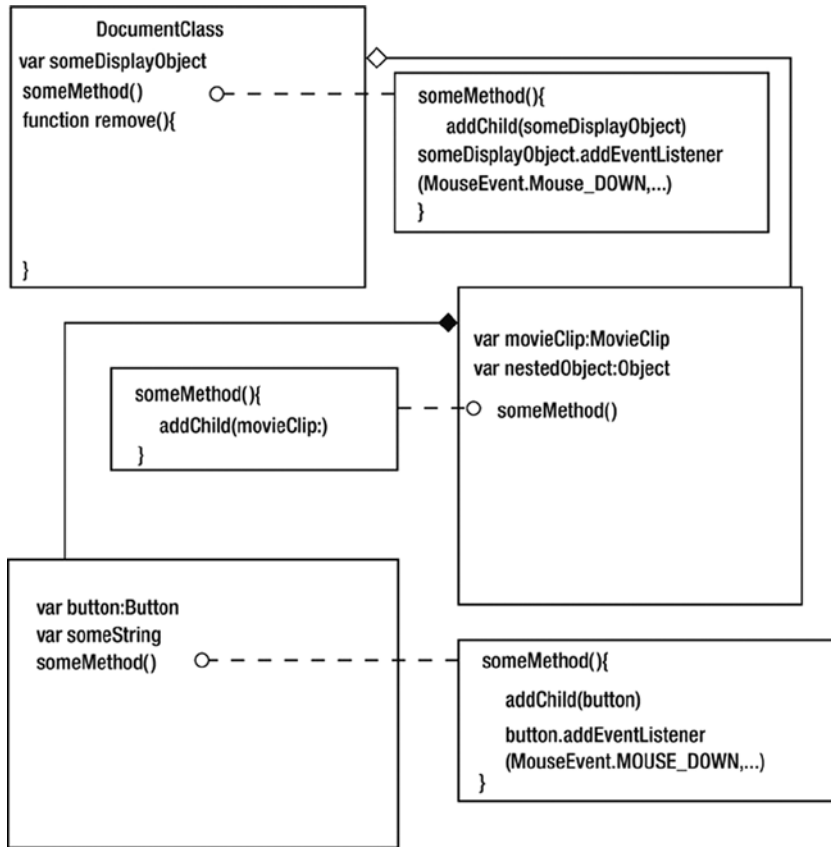 DocumentClass
var someDisplayObject
someMethod()
function remove(){
}
someMethod(){
addChild(someDisplayObject)
someDisplayObject.addEventListener
(MouseEvent.Mouse_DOWN,...)
}
var movieClip:MovieClip
var nestedObject:Object
someMethod()
someMethod(){
addChild(movieClip:)
}
var button:Button
var someString
someMethod()
someMethod(){
addChild(button)
button.addEventListener
(MouseEvent.MOUSE_DOWN,...)
}